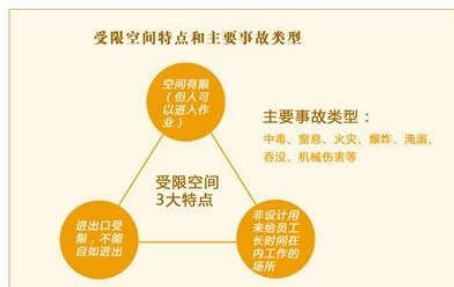 受限空间特点和主要事故类型
空间有限
（但人可
以进入作
业）
主要事故类型：
中毒、窒息、火灾、爆炸、淹溺、
吞没、机械伤害等
受限空间
3大特点
进出口受
限，不能
自如进出
非设计用
来给员工
长时间在
内工作的
场所